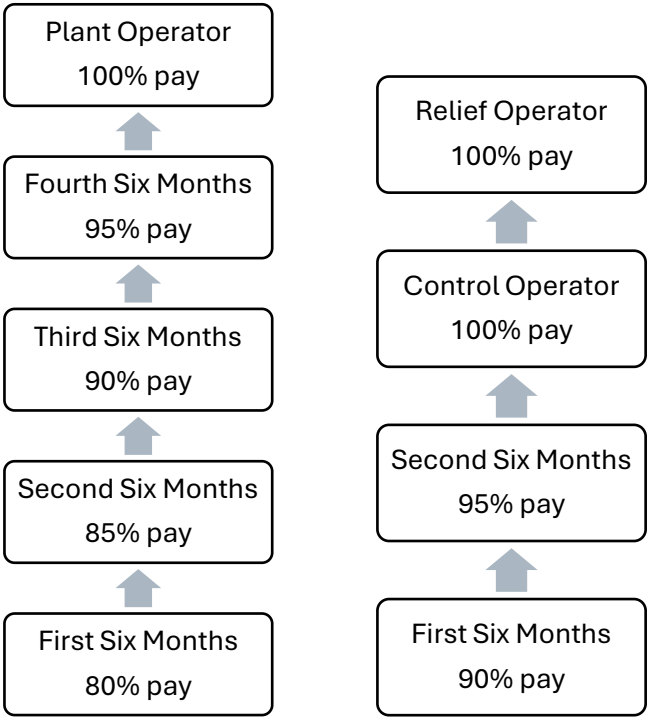 Plant Operator
100% pay
Fourth Six Months
95% pay
Third Six Months
90% pay
Second Six Months
85% pay
First Six Months
80% pay
Relief Operator
100% pay
Control Operator
100% pay
Second Six Months
95% pay
First Six Months
90% pay